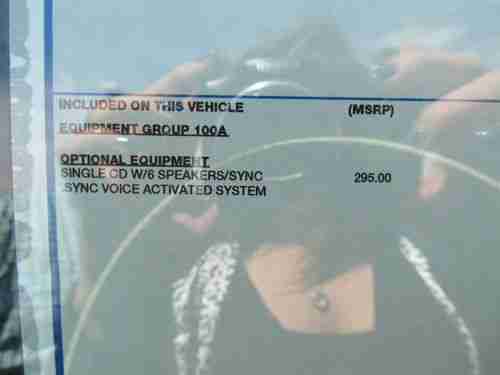 INCLUDED ON THIS VEHICLE (MSRP)
EQUIPMENT GROUP 100A
OPTIONAL EQUIPMENT
SINGLE CD W/6 SPEAKERS/SYNC 295.00
.SYNC VOICE ACTIVATED SYSTEM